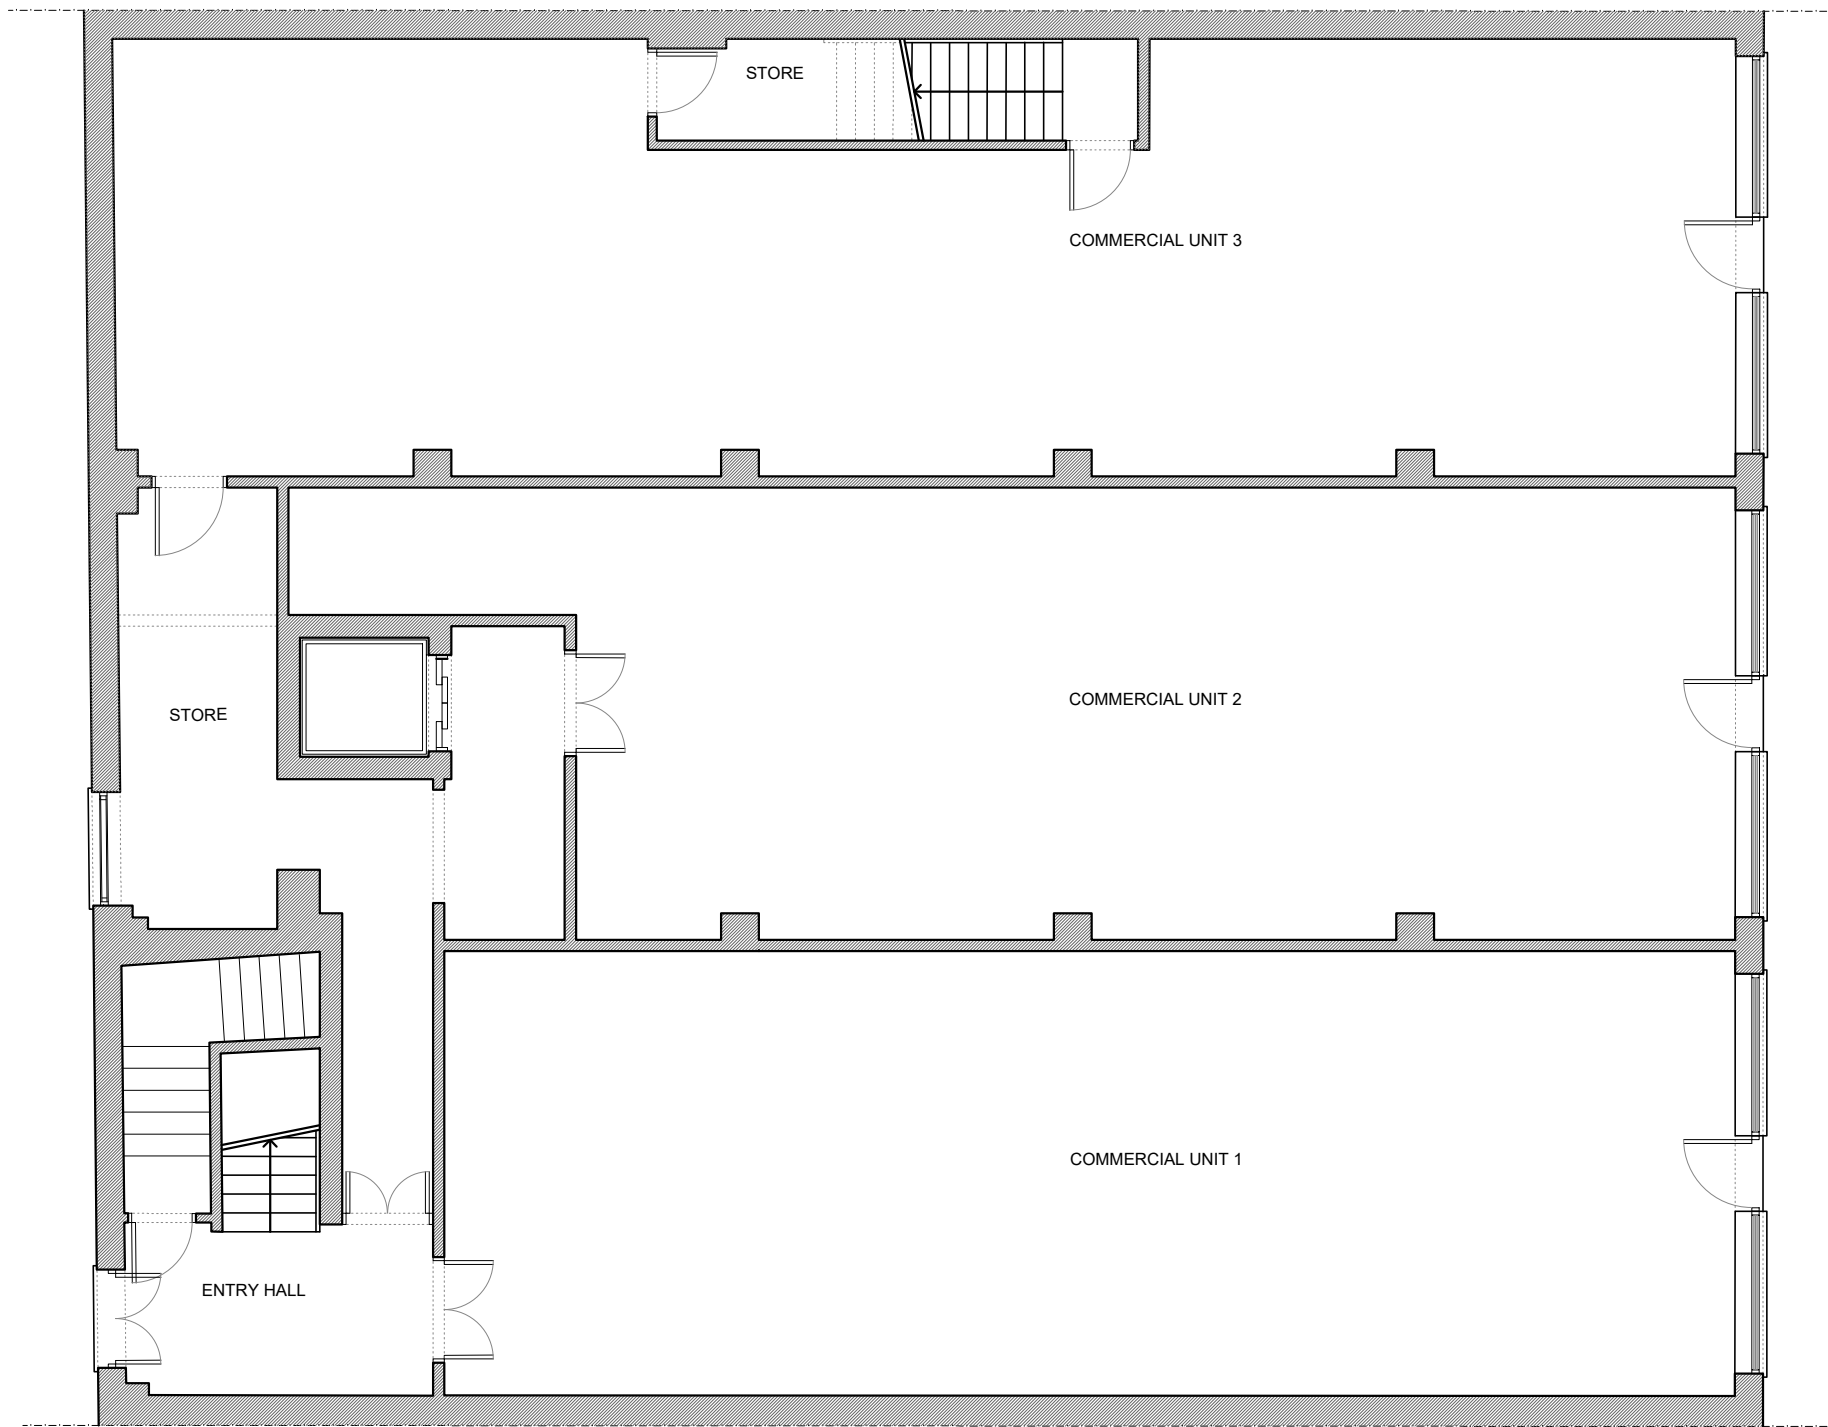 STORE
COMMERCIAL UNIT 3
COMMERCIAL UNIT 2
STORE
COMMERCIAL UNIT 1
ENTRY HALL